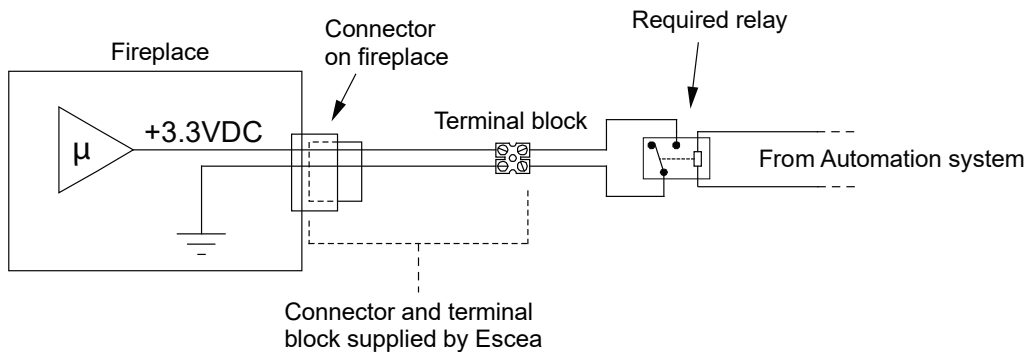 Required relay
Connector
on fireplace
Fireplace
+3.3VDC
μ
Terminal block
From Automation system
Connector and terminal
block supplied by Escea